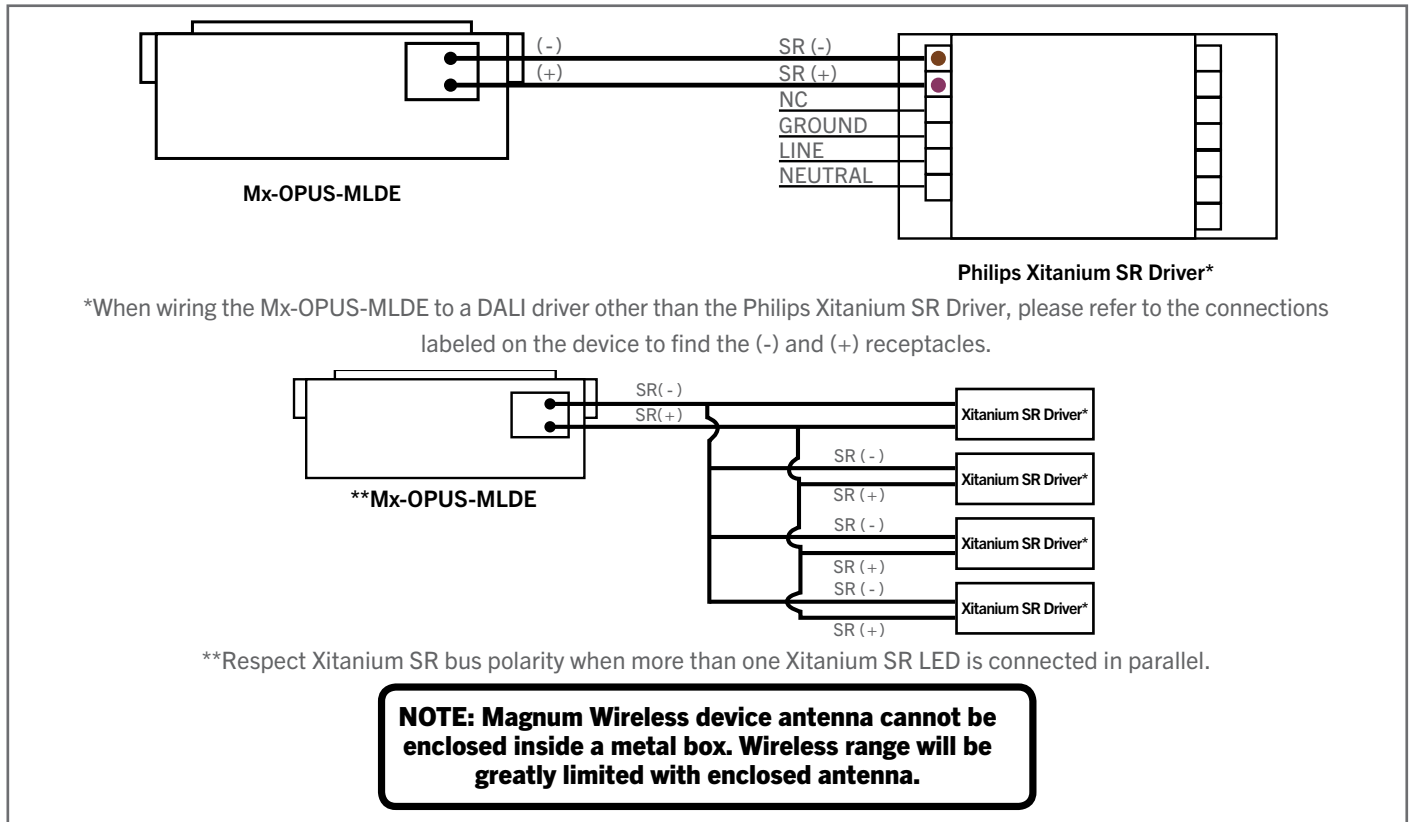 (-)
SR (-)
(+)
SR (+)
NC
GROUND
LINE
NEUTRAL
Mx-OPUS-MLDE
Philips Xitanium SR Driver*
*When wiring the Mx-OPUS-MLDE to a DALI driver other than the Philips Xitanium SR Driver, please refer to the connections
labeled on the device to find the (-) and (+) receptacles.
SR(-)
SR(+)
Xitanium SR Driver*
SR (-)
Xitanium SR Driver*
SR (+)
**Mx-OPUS-MLDE
SR (-)
Xitanium SR Driver*
SR (+)
SR (-)
Xitanium SR Driver*
SR (+)
**Respect Xitanium SR bus polarity when more than one Xitanium SR LED is connected in parallel.
NOTE: Magnum Wireless device antenna cannot be
enclosed inside a metal box. Wireless range will be
greatly limited with enclosed antenna.